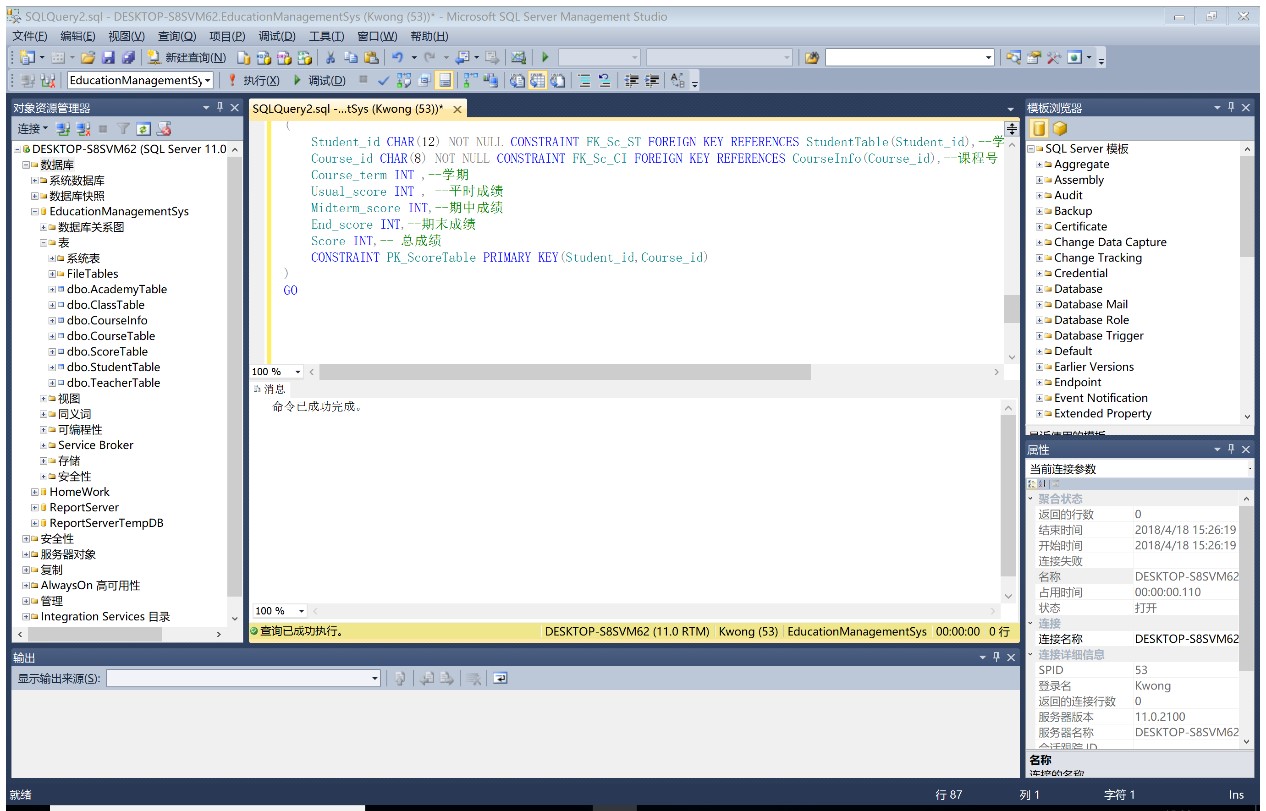 SQLQuery2.sql - DESKTOP-S8SVM62.EducationManagementSys (Kwong (53))* - Microsoft SQL Server Management Studio
文件(F) 编辑(E) 视图(V) 查询(Q) 项目(P) 调试(D) 工具(T) 窗口(W) 帮助(H)
新建查询(N)
EducationManagementSy 执行(X) 调试(D)
对象资源管理器
连接
DESKTOP-S8SVM62 (SQL Server 11.0
数据库
系统数据库
数据库快照
EducationManagementSys
数据库关系图
表
系统表
FileTables
dbo.AcademyTable
dbo.ClassTable
dbo.CourseInfo
dbo.CourseTable
dbo.ScoreTable
dbo.StudentTable
dbo.TeacherTable
视图
同义词
可编程性
Service Broker
存储
安全性
HomeWork
ReportServer
ReportServerTempDB
安全性
服务器对象
复制
AlwaysOn 高可用性
管理
Integration Services 目录
SQLQuery2.sql -...tSys (Kwong (53))*
(
Student_id CHAR(12) NOT NULL CONSTRAINT FK_Sc_ST FOREIGN KEY REFERENCES StudentTable(Student_id),--学
Course_id CHAR(8) NOT NULL CONSTRAINT FK_Sc_CI FOREIGN KEY REFERENCES CourseInfo(Course_id),--课程号
Course_term INT ,--学期
Usual_score INT , --平时成绩
Midterm_score INT,--期中成绩
End_score INT,--期末成绩
Score INT,-- 总成绩
CONSTRAINT PK_ScoreTable PRIMARY KEY(Student_id,Course_id)
)
GO
100 %
消息
命令已成功完成。
100 %
查询已成功执行。 DESKTOP-S8SVM62 (11.0 RTM) Kwong (53) EducationManagementSys 00:00:00 0 行
模板浏览器
SQL Server 模板
Aggregate
Assembly
Audit
Backup
Certificate
Change Data Capture
Change Tracking
Credential
Database
Database Mail
Database Role
Database Trigger
Default
Earlier Versions
Endpoint
Event Notification
Extended Property
最近使用的模板
属性
当前连接参数
聚合状态
返回的行数 0
结束时间 2018/4/18 15:26:19
开始时间 2018/4/18 15:26:19
连接失败
名称 DESKTOP-S8SVM62
占用时间 00:00:00.110
状态 打开
连接
连接名称 DESKTOP-S8SVM62
连接详细信息
SPID 53
登录名 Kwong
返回的连接行数 0
服务器版本 11.0.2100
服务器名称 DESKTOP-S8SVM62
会话跟踪 ID
名称
连接的名称
输出
显示输出来源(S):
就绪 行 87 列 1 字符 1 Ins